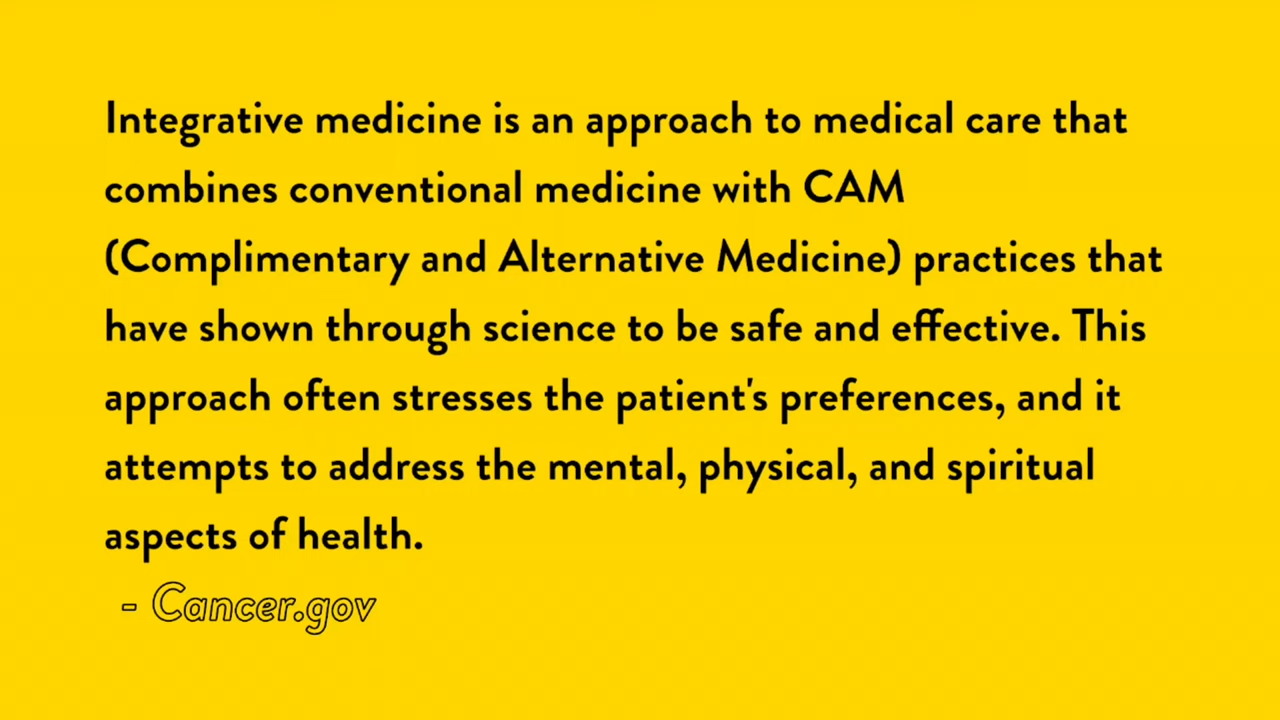 Integrative medicine is an approach to medical care that
combines conventional medicine with CAM
(Complimentary and Alternative Medicine) practices that
have shown through science to be safe and effective. This
approach often stresses the patient's preferences, and it
attempts to address the mental, physical, and spiritual
aspects of health.
- Cancer.gov